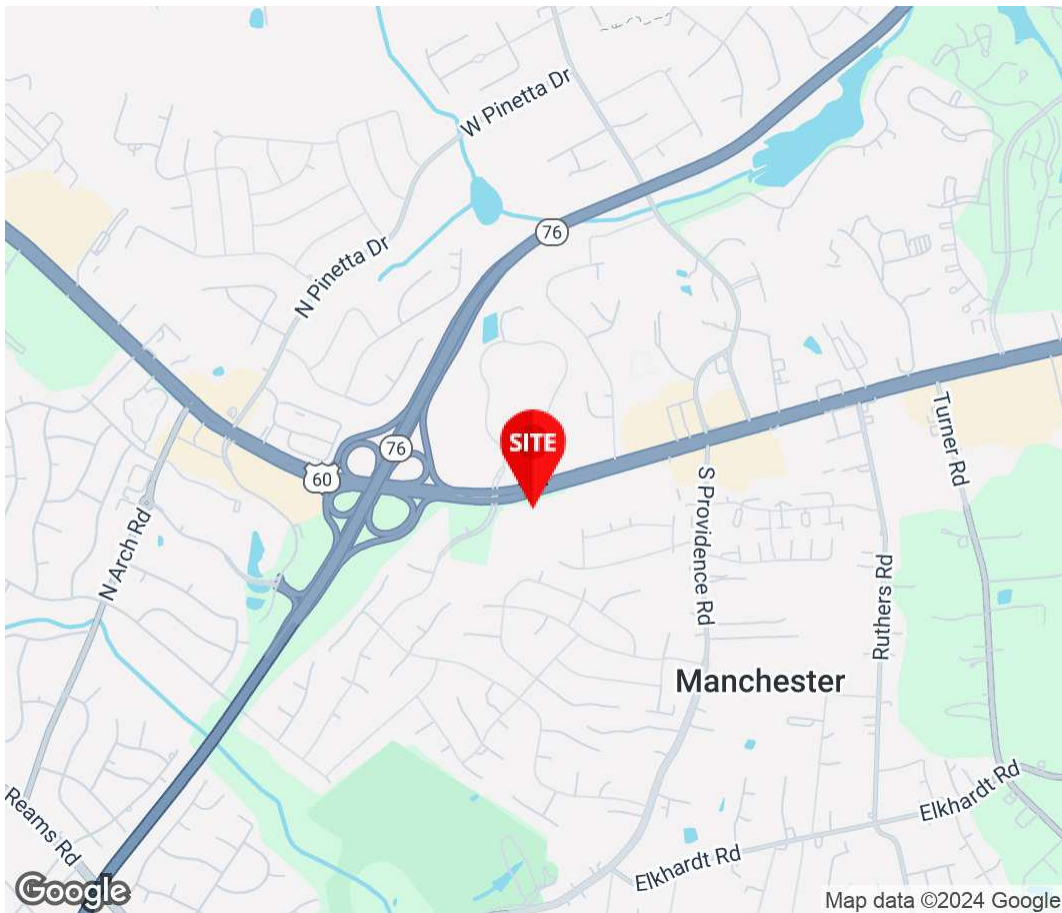 W Pinetta Dr
76
N Pinetta Dr
Turner Rd
SITE
76
60
S Providence Rd
N Arch Rd
Ruthers Rd
Manchester
Elkhardt Rd
Reams Rd
Elkhardt Rd
Google
Map data ©2024 Google